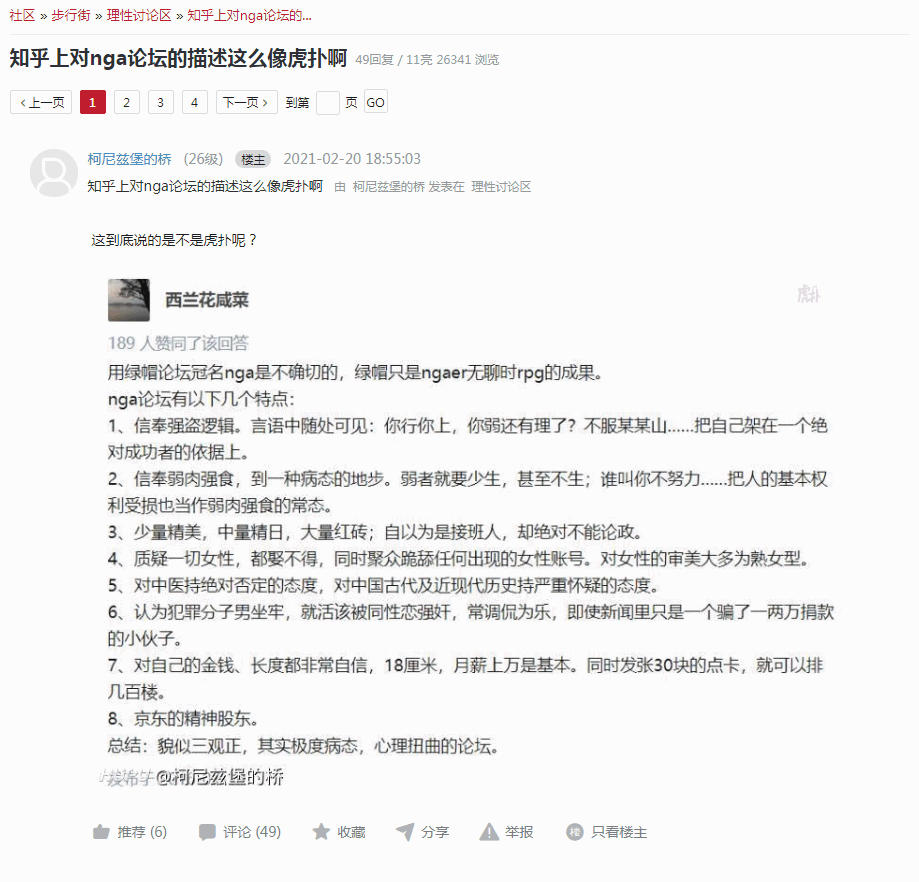 社区 » 步行街 » 理性讨论区 » 知乎上对nga论坛的...
知乎上对nga论坛的描述这么像虎扑啊 49回复 / 11亮 26341 浏览
‹ 上一页 1 2 3 4 下一页 › 到第 页 GO
柯尼兹堡的桥 (26级) 楼主 2021-02-20 18:55:03
知乎上对nga论坛的描述这么像虎扑啊 由 柯尼兹堡的桥 发表在 理性讨论区
这到底说的是不是虎扑呢？
西兰花咸菜
189 人赞同了该回答
用绿帽论坛冠名nga是不确切的，绿帽只是ngaer无聊时rpg的成果。
nga论坛有以下几个特点：
1、信奉强盗逻辑。言语中随处可见：你行你上，你弱还有理了？不服某某山......把自己架在一个绝
对成功者的依据上。
2、信奉弱肉强食，到一种病态的地步。弱者就要少生，甚至不生；谁叫你不努力......把人的基本权
利受损也当作弱肉强食的常态。
3、少量精美，中量精日，大量红砖；自以为是接班人，却绝对不能论政。
4、质疑一切女性，都娶不得，同时聚众跪舔任何出现的女性账号。对女性的审美大多为熟女型。
5、对中医持绝对否定的态度，对中国古代及近现代历史持严重怀疑的态度。
6、认为犯罪分子男坐牢，就活该被同性恋强奸，常调侃为乐，即使新闻里只是一个骗了一两万捐款
的小伙子。
7、对自己的金钱、长度都非常自信，18厘米，月薪上万是基本。同时发张30块的点卡，就可以排
几百楼。
8、京东的精神股东。
总结：貌似三观正，其实极度病态，心理扭曲的论坛。
@柯尼兹堡的桥
推荐 (6) 评论 (49) 收藏 分享 举报 楼 只看楼主